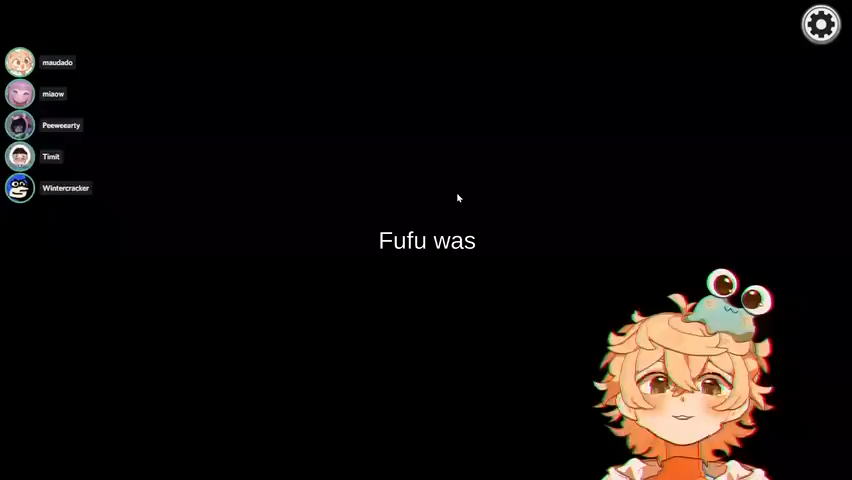 maudado
miaow
Peeweearty
Timit
Wintercracker
Fufu was